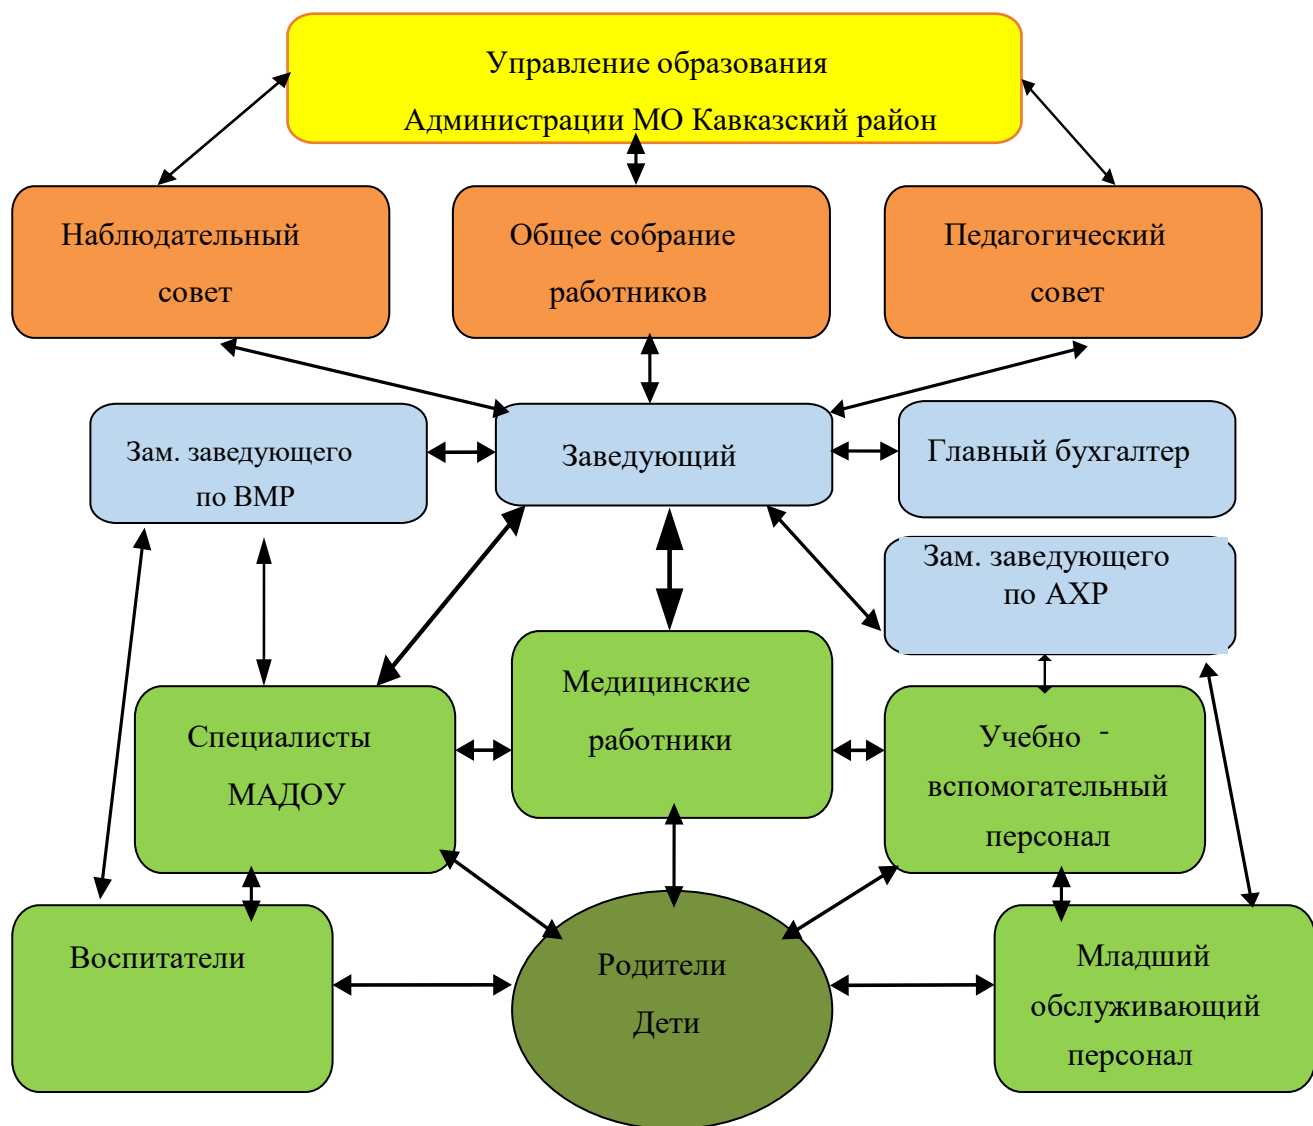 Управление образования
Администрации МО Кавказский район
Наблюдательный
совет
Общее собрание
работников
Педагогический
совет
Зам. заведующего
по ВМР
Заведующий
Главный бухгалтер
Зам. заведующего
по АХР
Специалисты
МАДОУ
Медицинские
работники
Учебно -
вспомогательный
персонал
Воспитатели
Родители
Дети
Младший
обслуживающий
персонал